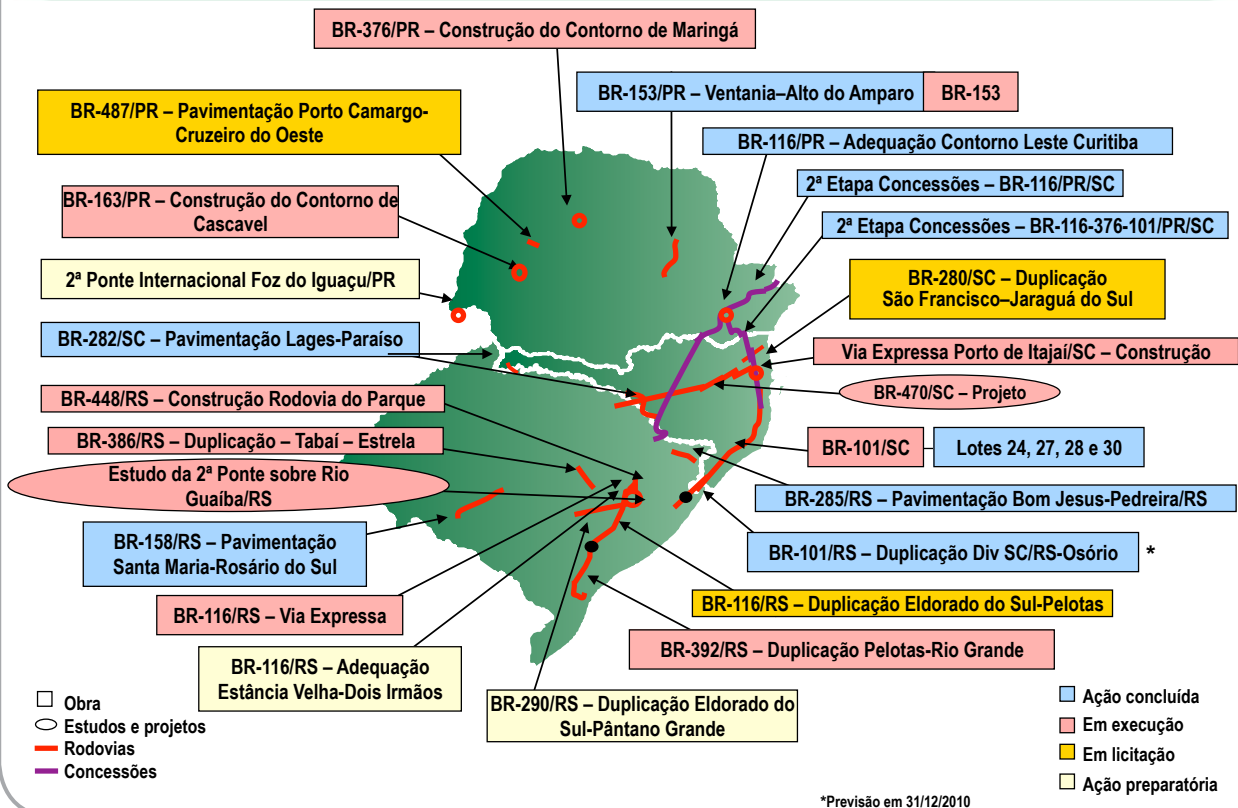 BR-376/PR – Construção do Contorno de Maringá
BR-153/PR – Ventania–Alto do Amparo
BR-153
BR-487/PR – Pavimentação Porto Camargo-
Cruzeiro do Oeste
BR-116/PR – Adequação Contorno Leste Curitiba
2ª Etapa Concessões – BR-116/PR/SC
BR-163/PR – Construção do Contorno de
Cascavel
2ª Etapa Concessões – BR-116-376-101/PR/SC
2ª Ponte Internacional Foz do Iguaçu/PR
BR-280/SC – Duplicação
São Francisco–Jaraguá do Sul
BR-282/SC – Pavimentação Lages-Paraíso
Via Expressa Porto de Itajaí/SC – Construção
BR-448/RS – Construção Rodovia do Parque
BR-470/SC – Projeto
BR-386/RS – Duplicação – Tabaí – Estrela
BR-101/SC
Lotes 24, 27, 28 e 30
Estudo da 2ª Ponte sobre Rio
Guaíba/RS
BR-285/RS – Pavimentação Bom Jesus-Pedreira/RS
BR-158/RS – Pavimentação
Santa Maria-Rosário do Sul
BR-101/RS – Duplicação Div SC/RS-Osório
*
BR-116/RS – Via Expressa
BR-116/RS – Duplicação Eldorado do Sul-Pelotas
BR-392/RS – Duplicação Pelotas-Rio Grande
BR-116/RS – Adequação
Estância Velha-Dois Irmãos
BR-290/RS – Duplicação Eldorado do
Sul-Pântano Grande
Obra
Estudos e projetos
Rodovias
Concessões
Ação concluída
Em execução
Em licitação
Ação preparatória
*Previsão em 31/12/2010